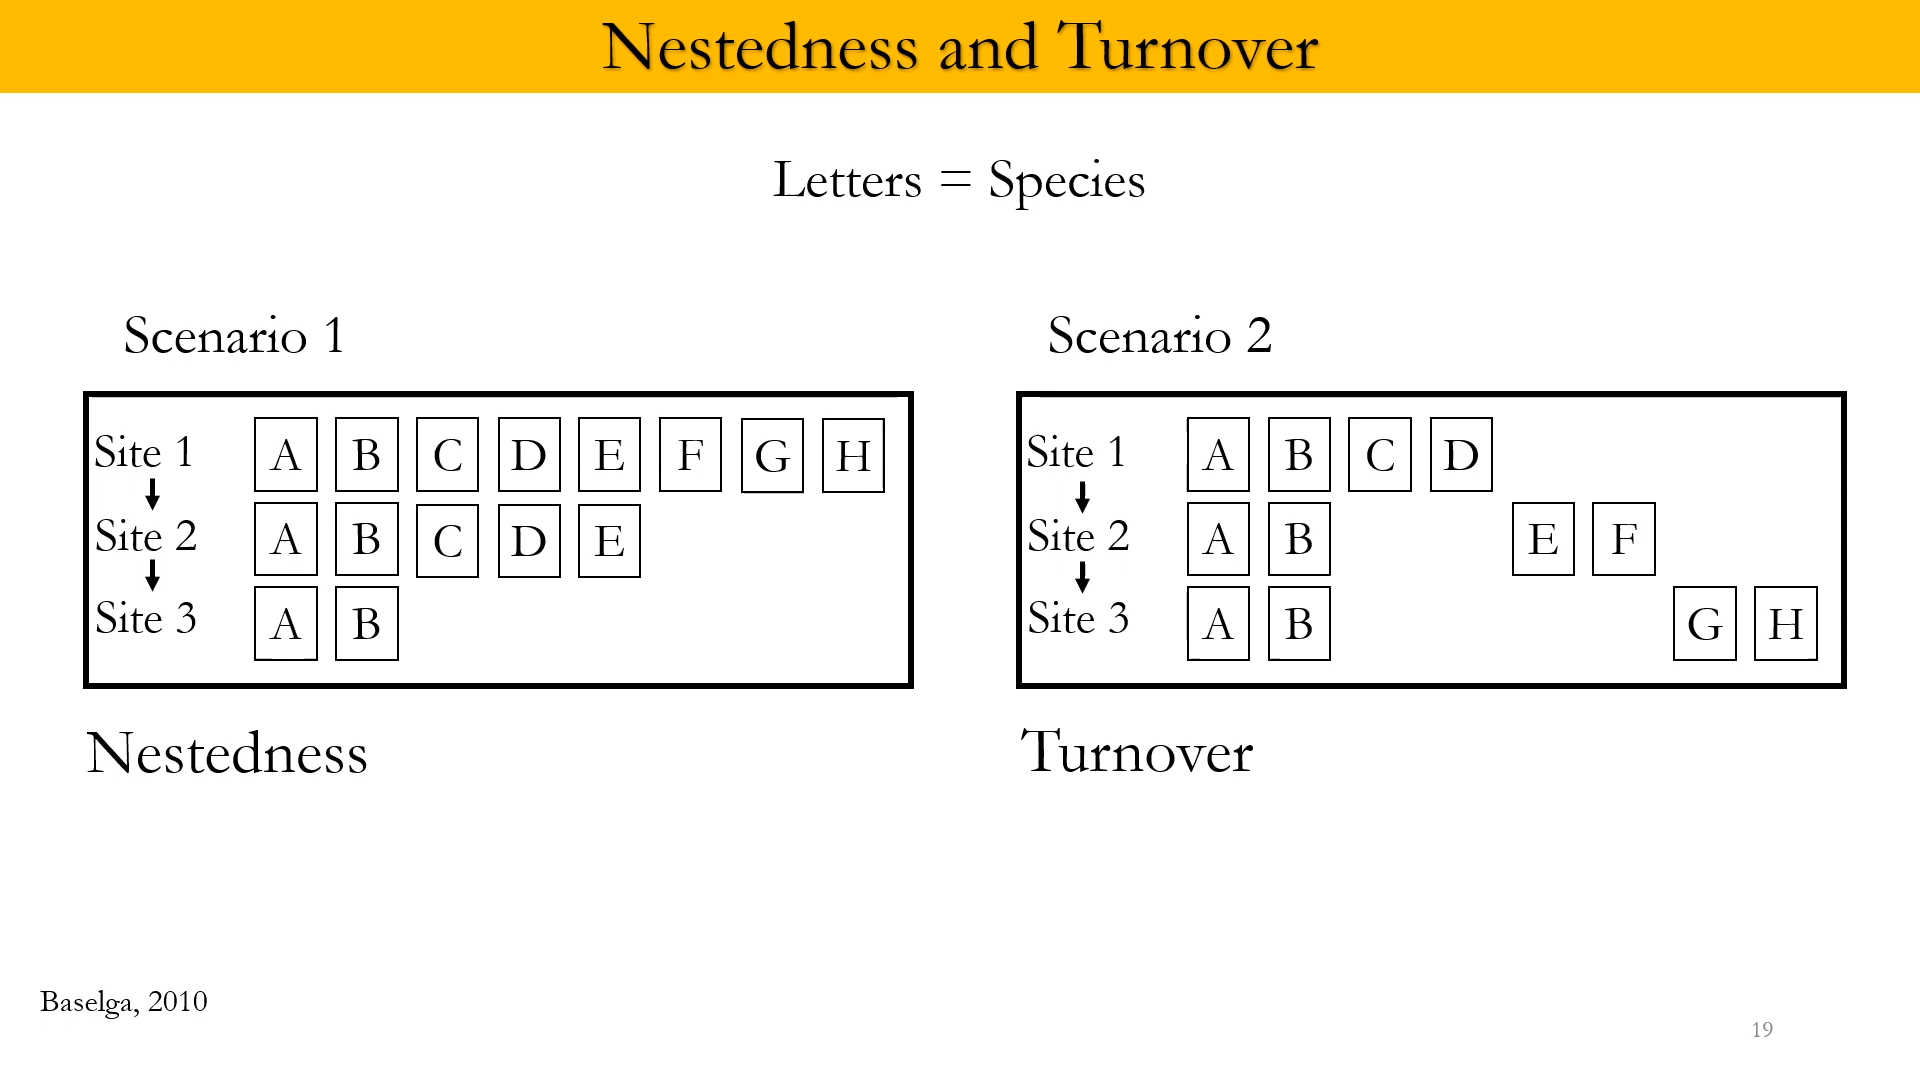 Nestedness and Turnover
Letters = Species
Scenario 1
Site 1 A B C D E F G H
Site 2 A B C D E
Site 3 A B
Nestedness
Scenario 2
Site 1 A B C D
Site 2 A B E F
Site 3 A B G H
Turnover
Baselga, 2010
19